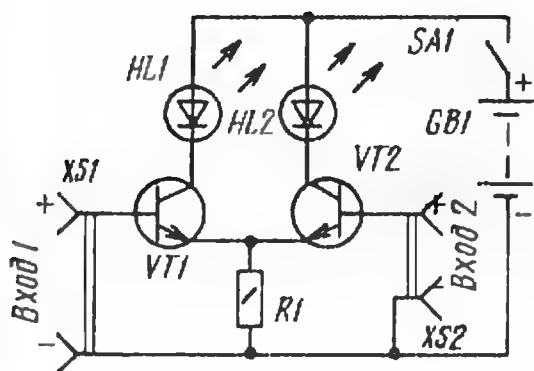 SA1
HL1
+
GB1
HL2
VT2
XS1
+
+
-
Вход 1
VT1
Вход 2
-
R1
XS2
-